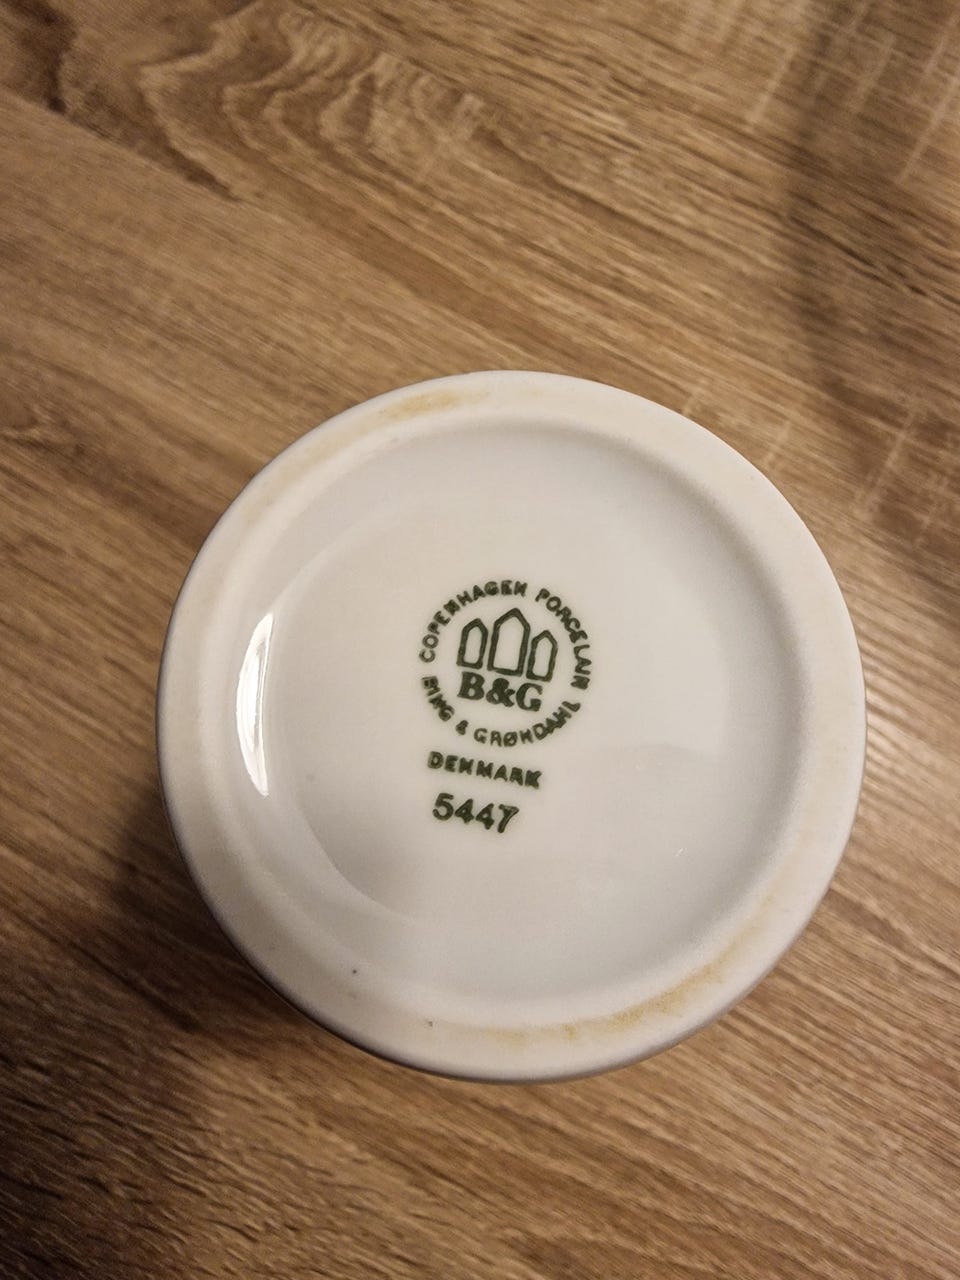 COPENHAGEN PORCELAIN
B&G
BING & GRØNDAHL
DENMARK
5447